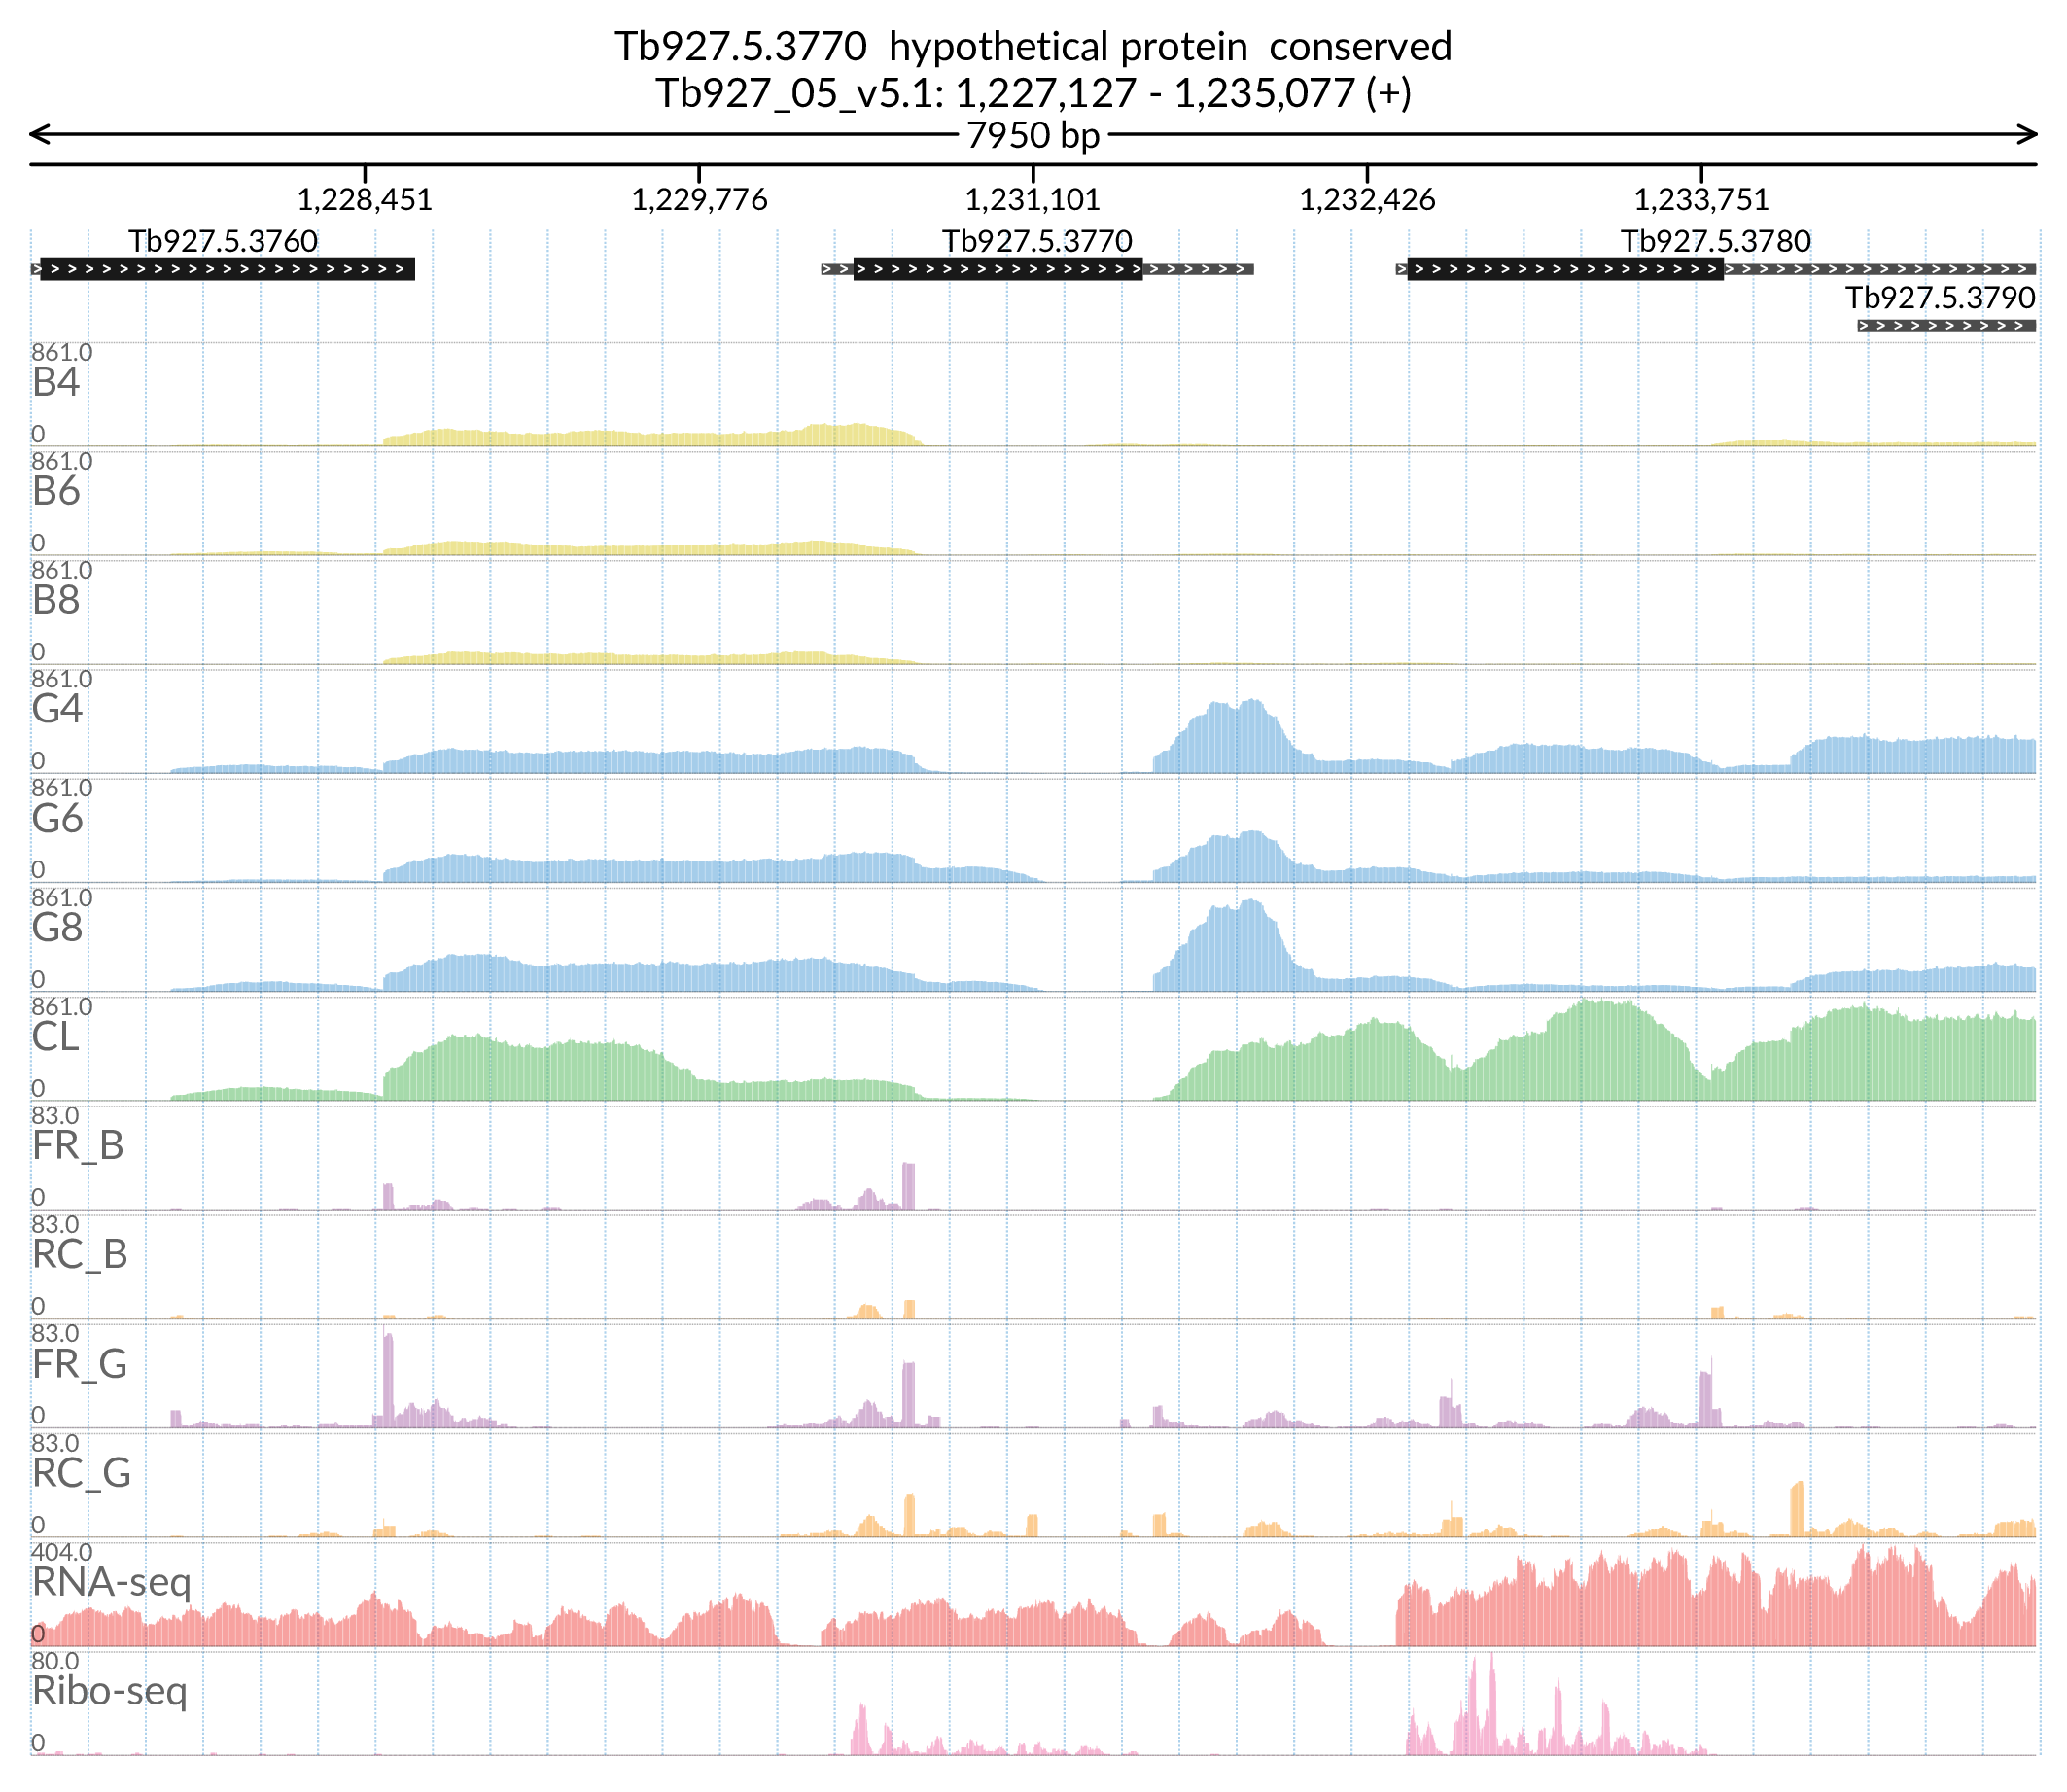 Tb927.5.3770  hypothetical protein  conserved
Tb927_05_v5.1: 1,227,127 - 1,235,077 (+)
7950 bp
1,228,451 1,229,776 1,231,101 1,232,426 1,233,751
Tb927.5.3760 Tb927.5.3770 Tb927.5.3780
Tb927.5.3790
861.0
B4
0
861.0
B6
0
861.0
B8
0
861.0
G4
0
861.0
G6
0
861.0
G8
0
861.0
CL
0
83.0
FR_B
0
83.0
RC_B
0
83.0
FR_G
0
83.0
RC_G
0
404.0
RNA-seq
0
80.0
Ribo-seq
0